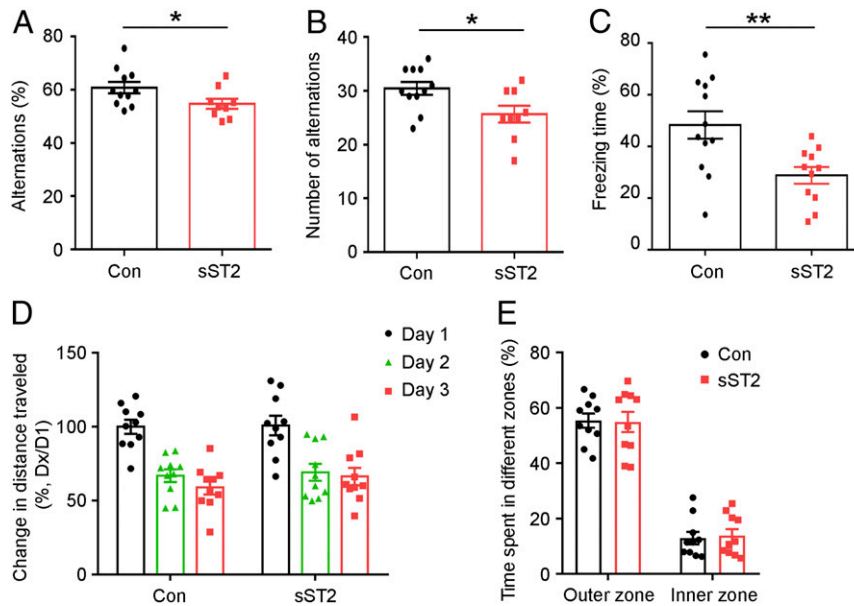 A
*
Alternations (%)
80
60
40
20
0
Con
sST2
B
*
Number of alternations
40
30
20
10
0
Con
sST2
C
**
Freezing time (%)
80
60
40
20
0
Con
sST2
D
Day 1
Day 2
Day 3
Change in distance traveled
(%, Dx/D1)
150
100
50
0
Con
sST2
E
Con
sST2
Time spent in different zones (%)
80
60
40
20
0
Outer zone
Inner zone